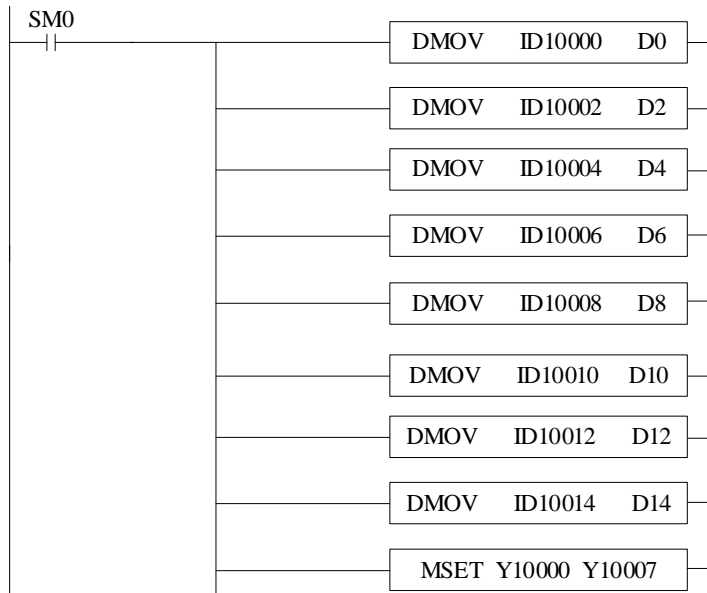 SM0
DMOV ID10000 D0
DMOV ID10002 D2
DMOV ID10004 D4
DMOV ID10006 D6
DMOV ID10008 D8
DMOV ID10010 D10
DMOV ID10012 D12
DMOV ID10014 D14
MSET Y10000 Y10007